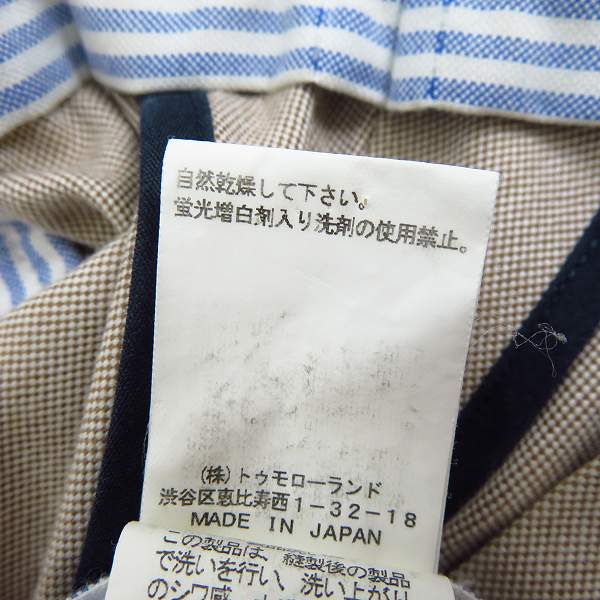 自然乾燥して下さい。
蛍光増白剤入り洗剤の使用禁止。
(株)トゥモローランド
渋谷区恵比寿西1-32-18
MADE IN JAPAN
この製品は、縫製後の製品
で洗いを行い、洗い上がり
のシワ感